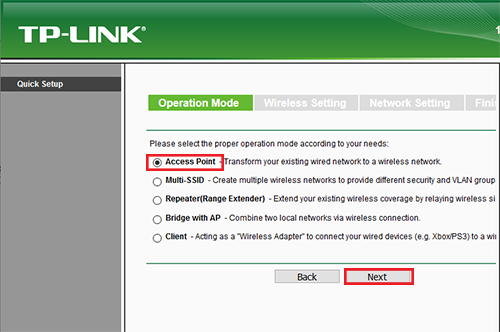 TP-LINK®
1
Quick Setup
Operation Mode Wireless Setting Network Setting Fini
Please select the proper operation mode according to your needs:
Access Point - Transform your existing wired network to a wireless network.
Multi-SSID - Create multiple wireless networks to provide different security and VLAN group
Repeater(Range Extender) - Extend your existing wireless coverage by relaying wireless si
Bridge with AP - Combine two local networks via wireless connection.
Client - Acting as a "Wireless Adapter" to connect your wired devices (e.g. Xbox/PS3) to a wi
Back Next